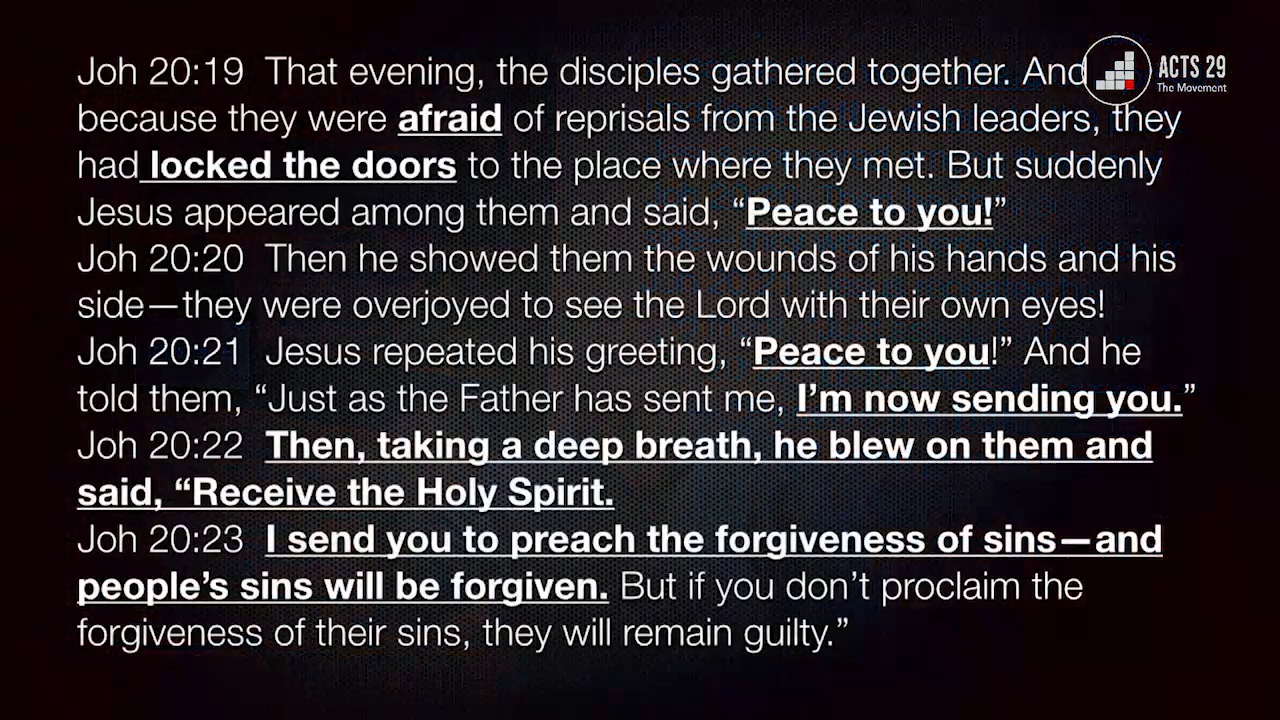 Joh 20:19  That evening, the disciples gathered together. And
because they were afraid of reprisals from the Jewish leaders, they
had locked the doors to the place where they met. But suddenly
Jesus appeared among them and said, “Peace to you!”
Joh 20:20  Then he showed them the wounds of his hands and his
side—they were overjoyed to see the Lord with their own eyes!
Joh 20:21  Jesus repeated his greeting, “Peace to you!” And he
told them, “Just as the Father has sent me, I’m now sending you.”
Joh 20:22  Then, taking a deep breath, he blew on them and
said, “Receive the Holy Spirit.
Joh 20:23  I send you to preach the forgiveness of sins—and
people’s sins will be forgiven. But if you don’t proclaim the
forgiveness of their sins, they will remain guilty.”
ACTS 29
The Movement